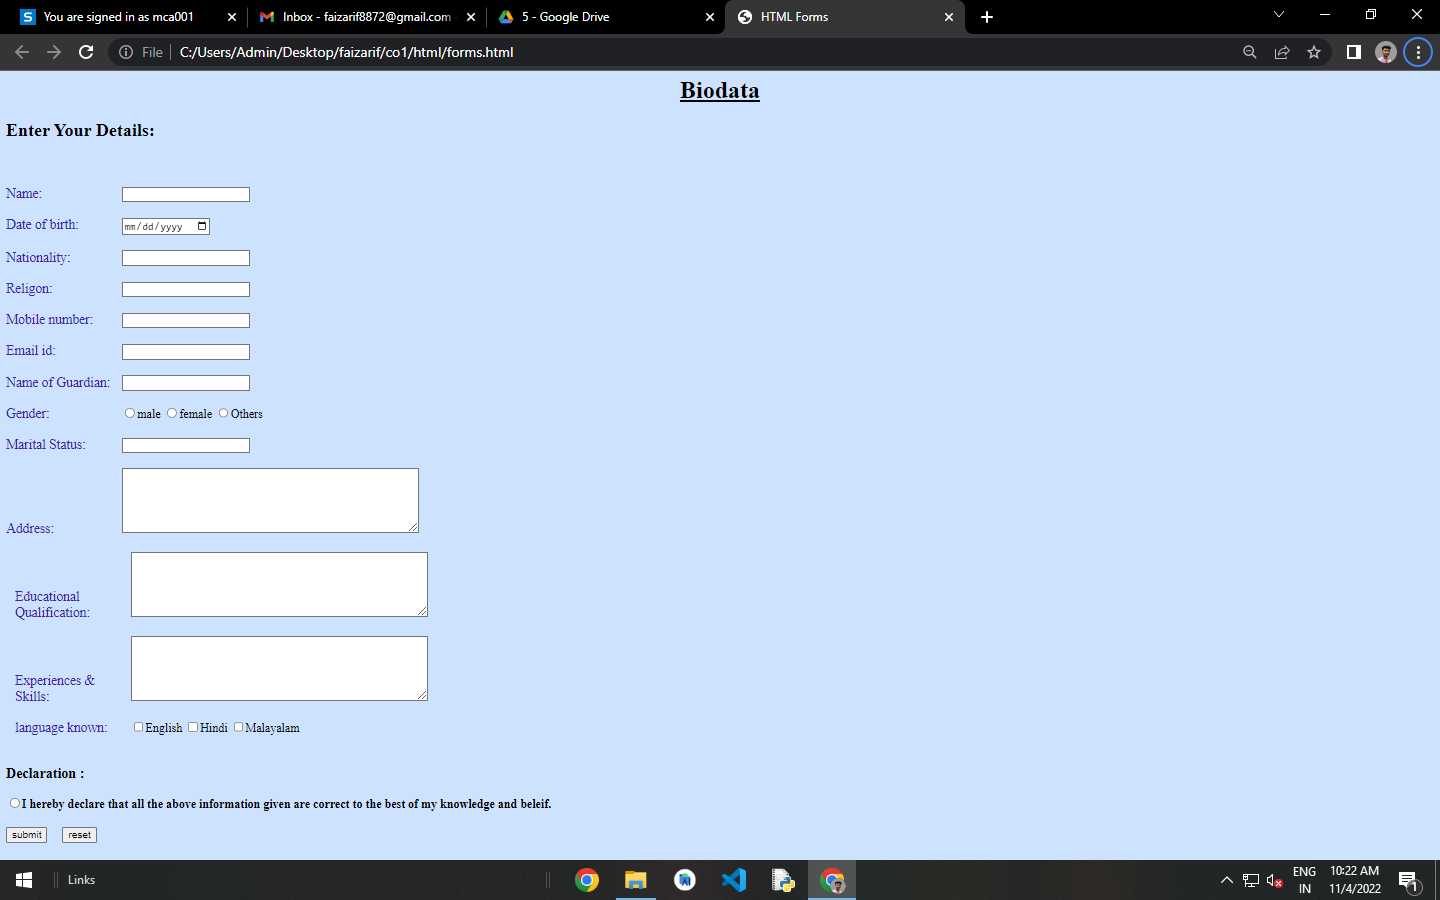 You are signed in as mca001
Inbox - faizarif8872@gmail.com
5 - Google Drive
HTML Forms
File
C:/Users/Admin/Desktop/faizarif/co1/html/forms.html
Biodata
Enter Your Details:
Name:
Date of birth: mm/dd/yyyy
Nationality:
Religon:
Mobile number:
Email id:
Name of Guardian:
Gender: male female Others
Marital Status:
Address:
Educational
Qualification:
Experiences &
Skills:
language known: English Hindi Malayalam
Declaration :
I hereby declare that all the above information given are correct to the best of my knowledge and beleif.
submit reset
Links
ENG
IN
10:22 AM
11/4/2022
1